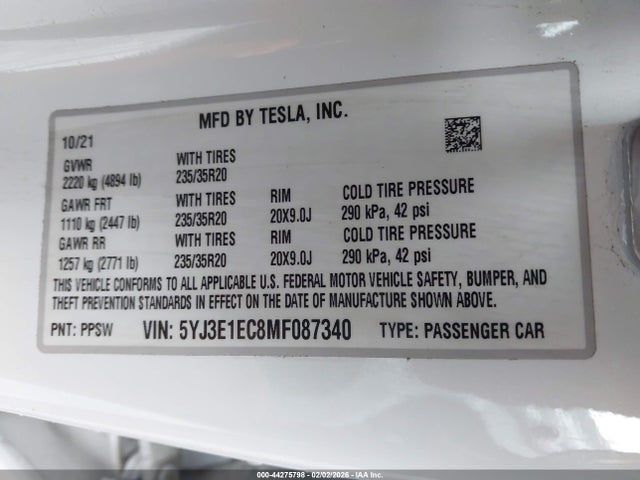 MFD BY TESLA, INC.
10/21
GVWR WITH TIRES
2220 kg (4894 lb) 235/35R20
GAWR FRT WITH TIRES RIM COLD TIRE PRESSURE
1110 kg (2447 lb) 235/35R20 20X9.0J 290 kPa, 42 psi
GAWR RR WITH TIRES RIM COLD TIRE PRESSURE
1257 kg (2771 lb) 235/35R20 20X9.0J 290 kPa, 42 psi
THIS VEHICLE CONFORMS TO ALL APPLICABLE U.S. FEDERAL MOTOR VEHICLE SAFETY, BUMPER, AND
THEFT PREVENTION STANDARDS IN EFFECT ON THE DATE OF MANUFACTURE SHOWN ABOVE.
PNT: PPSW VIN: 5YJ3E1EC8MF087340 TYPE: PASSENGER CAR
000-44275798 - 02/02/2026 - IAA Inc.